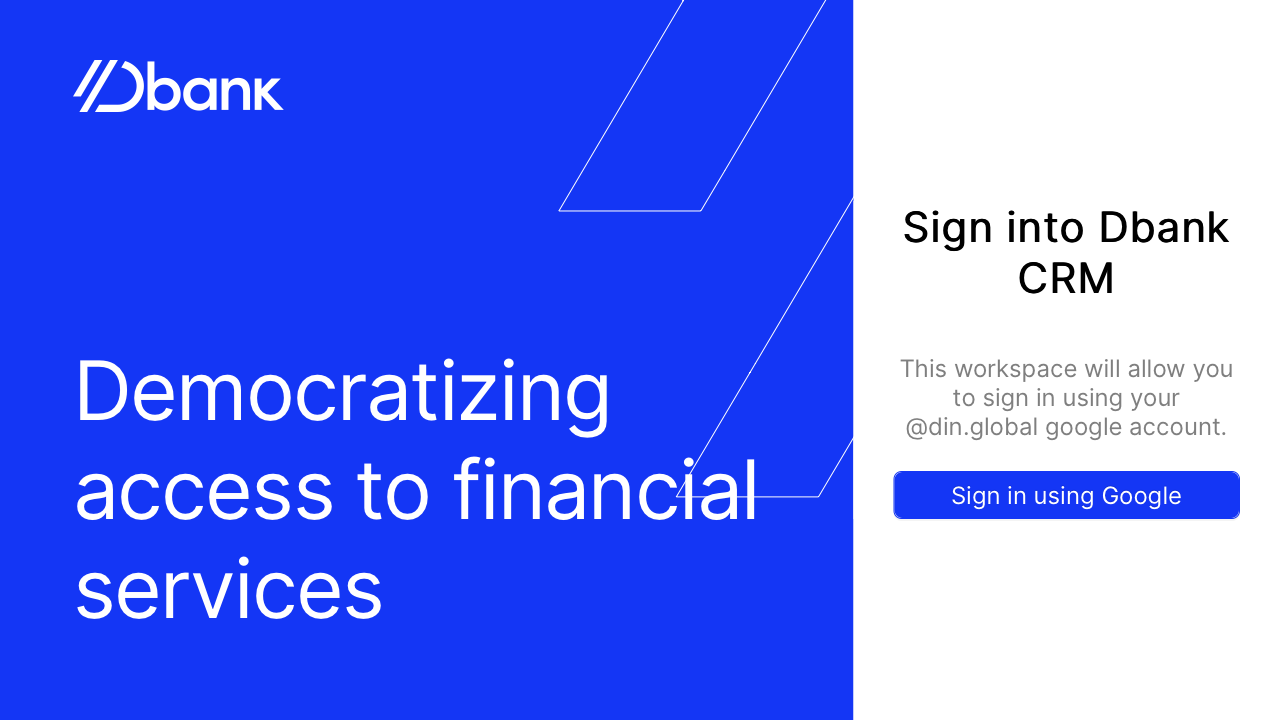 Dbank
Democratizing
access to financial
services
Sign into Dbank
CRM
This workspace will allow you
to sign in using your
@din.global google account.
Sign in using Google